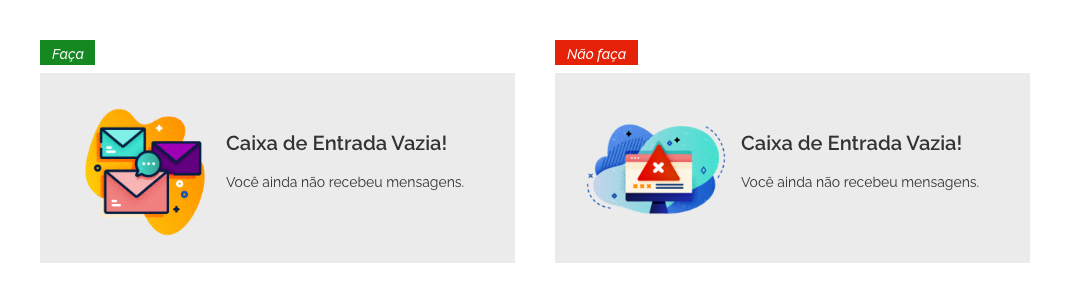 Faça
Caixa de Entrada Vazia!
Você ainda não recebeu mensagens.
Não faça
Caixa de Entrada Vazia!
Você ainda não recebeu mensagens.